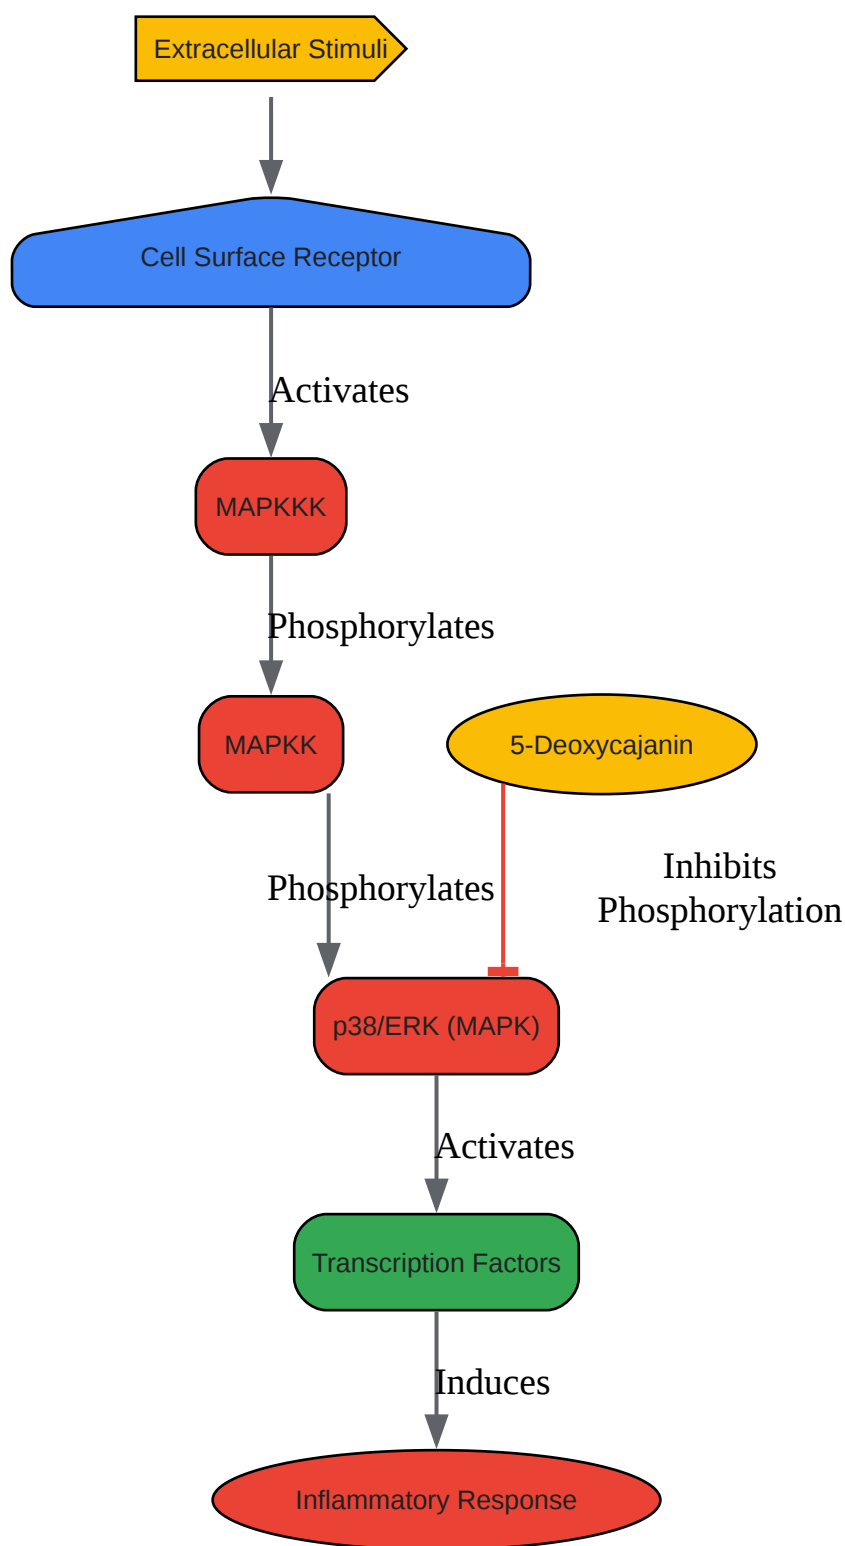 Extracellular Stimuli
Cell Surface Receptor
Activates
MAPKKK
Phosphorylates
MAPKK
5-Deoxycajanin
Phosphorylates
Inhibits
Phosphorylation
p38/ERK (MAPK)
Activates
Transcription Factors
Induces
Inflammatory Response